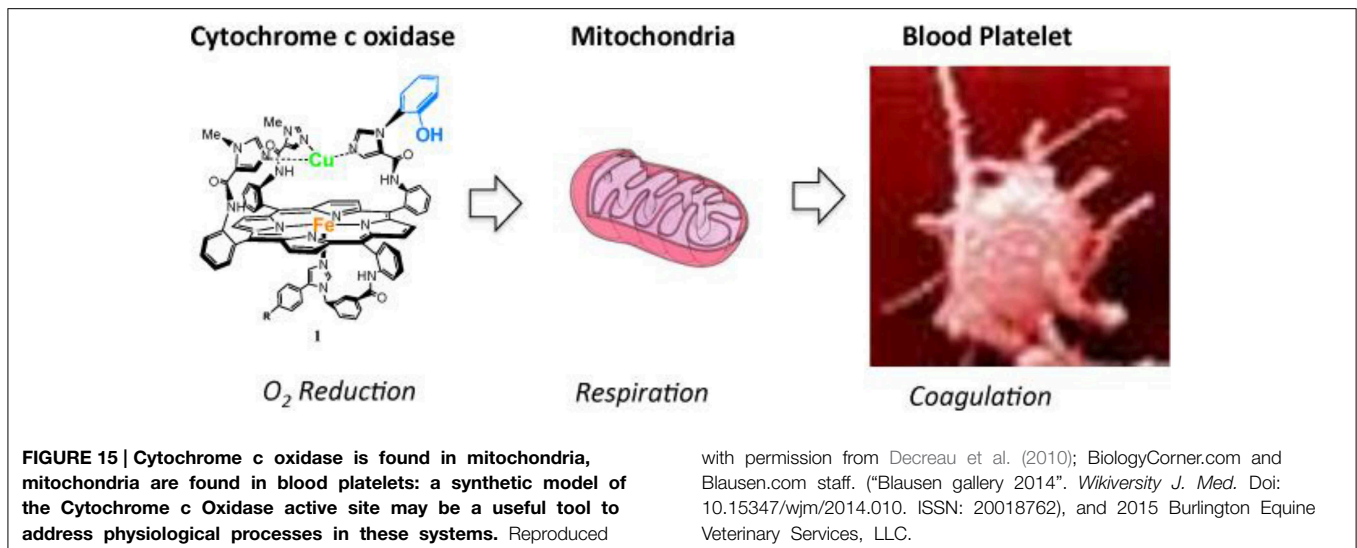 Cytochrome c oxidase
Mitochondria
Blood Platelet
Me
Me
N
N
N
N
N
N
OH
Cu
O
O
O
NH
HN
NH
N
N
Fe
N
N
N
HN
N
O
R
1
O₂ Reduction
Respiration
Coagulation
FIGURE 15 | Cytochrome c oxidase is found in mitochondria,
mitochondria are found in blood platelets: a synthetic model of
the Cytochrome c Oxidase active site may be a useful tool to
address physiological processes in these systems. Reproduced
with permission from Decreau et al. (2010); BiologyCorner.com and
Blausen.com staff. (“Blausen gallery 2014”. Wikiversity J. Med. Doi:
10.15347/wjm/2014.010. ISSN: 20018762), and 2015 Burlington Equine
Veterinary Services, LLC.